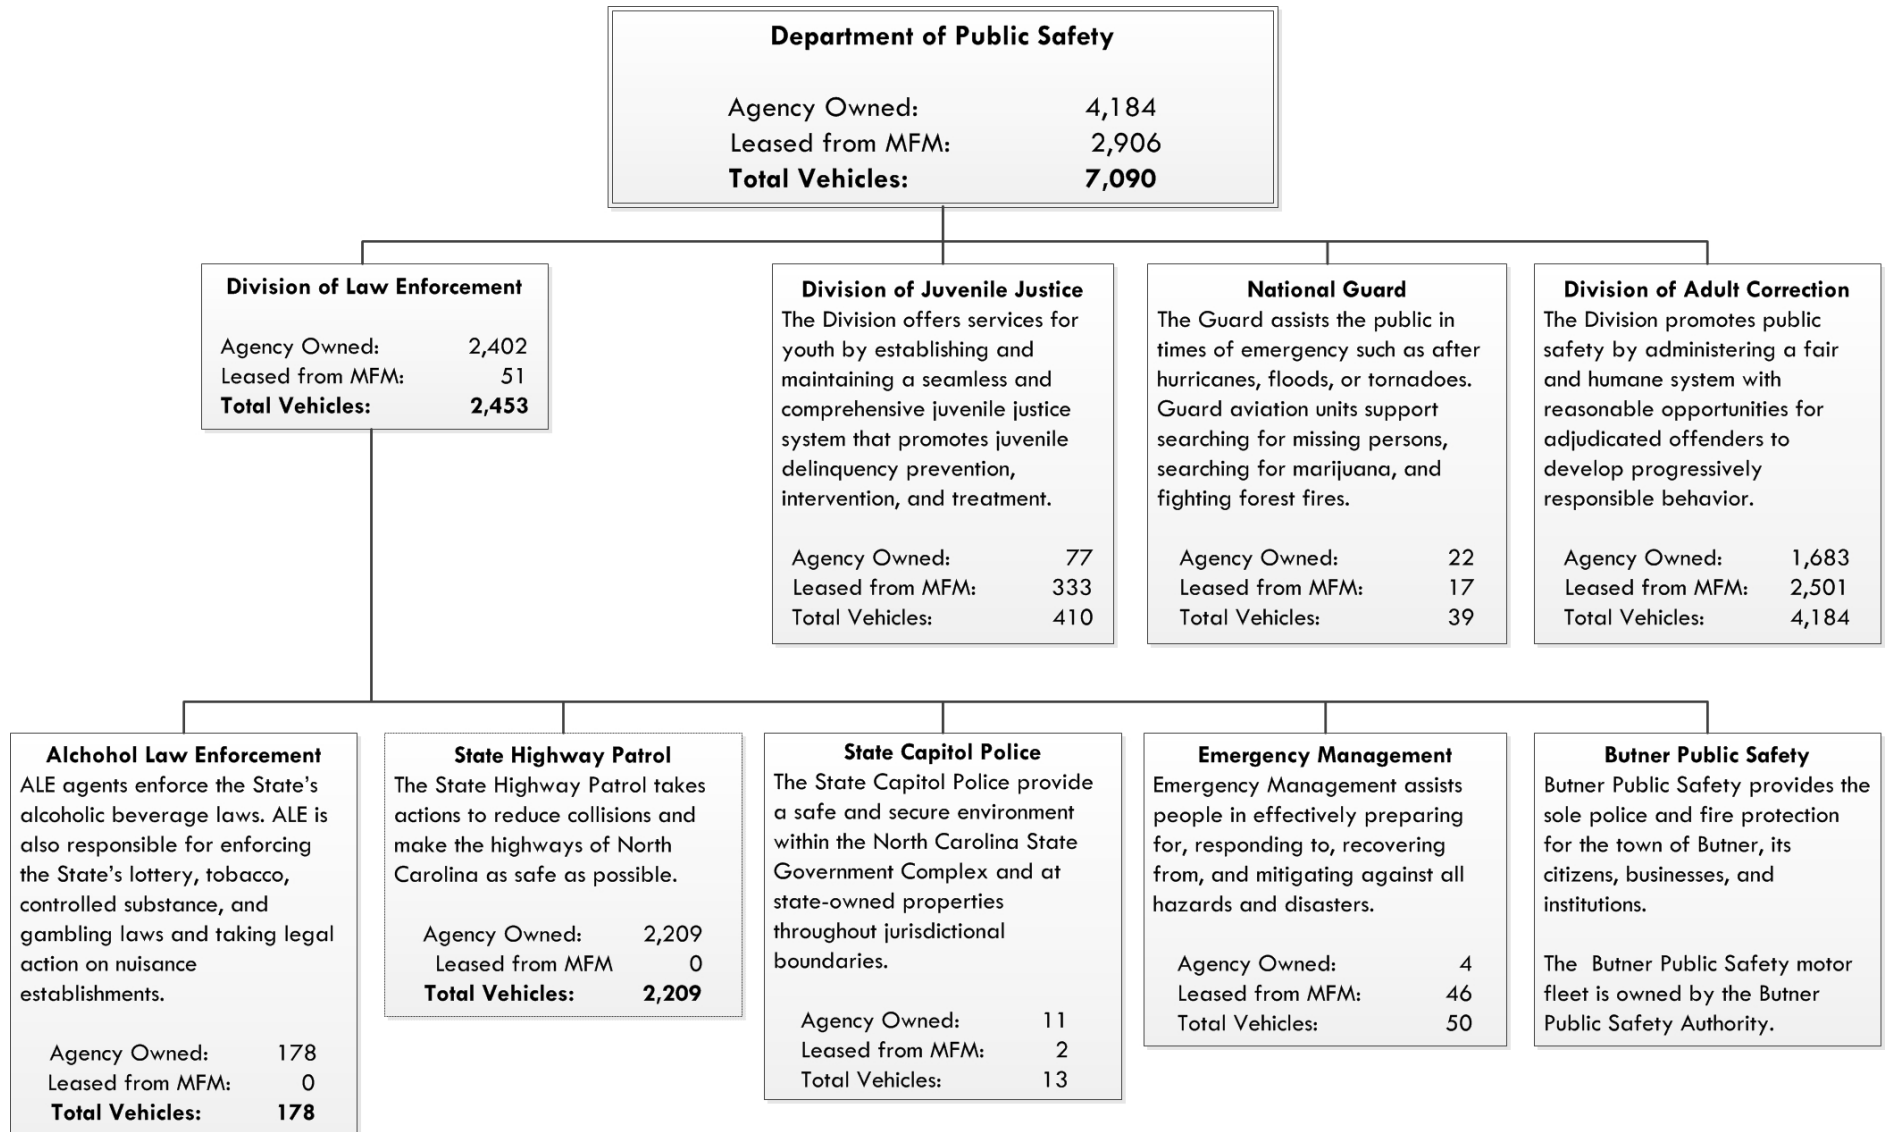 Department of Public Safety
Agency Owned: 4,184
Leased from MFM: 2,906
Total Vehicles: 7,090
Division of Law Enforcement
Agency Owned: 2,402
Leased from MFM: 51
Total Vehicles: 2,453
Division of Juvenile Justice
The Division offers services for
youth by establishing and
maintaining a seamless and
comprehensive juvenile justice
system that promotes juvenile
delinquency prevention,
intervention, and treatment.
Agency Owned: 77
Leased from MFM: 333
Total Vehicles: 410
National Guard
The Guard assists the public in
times of emergency such as after
hurricanes, floods, or tornadoes.
Guard aviation units support
searching for missing persons,
searching for marijuana, and
fighting forest fires.
Agency Owned: 22
Leased from MFM: 17
Total Vehicles: 39
Division of Adult Correction
The Division promotes public
safety by administering a fair
and humane system with
reasonable opportunities for
adjudicated offenders to
develop progressively
responsible behavior.
Agency Owned: 1,683
Leased from MFM: 2,501
Total Vehicles: 4,184
Alchohol Law Enforcement
ALE agents enforce the State's
alcoholic beverage laws. ALE is
also responsible for enforcing
the State's lottery, tobacco,
controlled substance, and
gambling laws and taking legal
action on nuisance
establishments.
Agency Owned: 178
Leased from MFM: 0
Total Vehicles: 178
State Highway Patrol
The State Highway Patrol takes
actions to reduce collisions and
make the highways of North
Carolina as safe as possible.
Agency Owned: 2,209
Leased from MFM 0
Total Vehicles: 2,209
State Capitol Police
The State Capitol Police provide
a safe and secure environment
within the North Carolina State
Government Complex and at
state-owned properties
throughout jurisdictional
boundaries.
Agency Owned: 11
Leased from MFM: 2
Total Vehicles: 13
Emergency Management
Emergency Management assists
people in effectively preparing
for, responding to, recovering
from, and mitigating against all
hazards and disasters.
Agency Owned: 4
Leased from MFM: 46
Total Vehicles: 50
Butner Public Safety
Butner Public Safety provides the
sole police and fire protection
for the town of Butner, its
citizens, businesses, and
institutions.
The Butner Public Safety motor
fleet is owned by the Butner
Public Safety Authority.